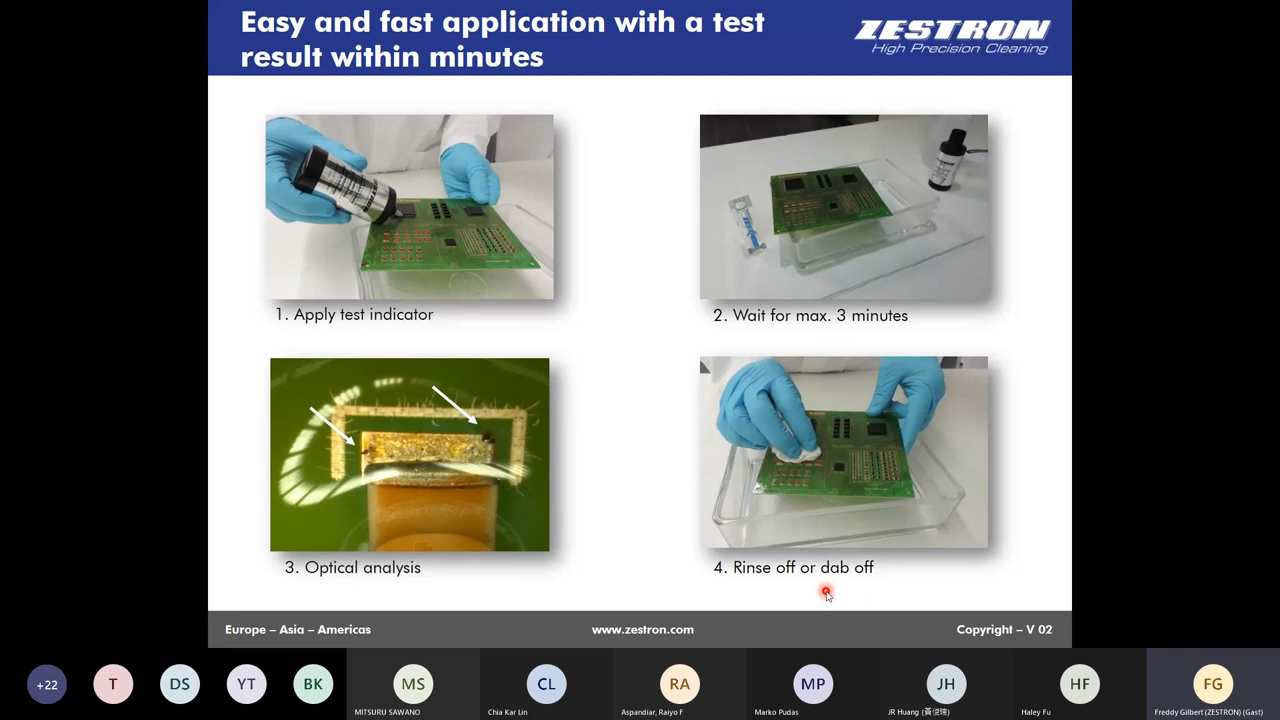 Easy and fast application with a test
result within minutes
ZESTRON
High Precision Cleaning
1. Apply test indicator
2. Wait for max. 3 minutes
3. Optical analysis
4. Rinse off or dab off
Europe – Asia – Americas
www.zestron.com
Copyright – V 02
+22
T
DS
YT
BK
MS
CL
RA
MP
JH
HF
FG
MITSURU SAWANO
Chia Kar Lin
Aspandiar, Raiyo F
Marko Pudas
Haley Fu
Freddy Gilbert (ZESTRON) (Gast)